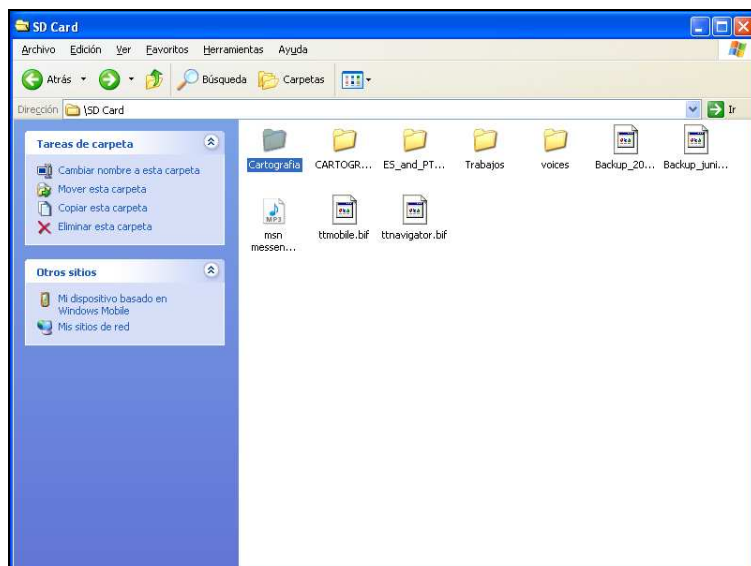 SD Card
Archivo Edición Ver Favoritos Herramientas Ayuda
Atrás Búsqueda Carpetas
Dirección \SD Card Ir
Tareas de carpeta
Cambiar nombre a esta carpeta
Mover esta carpeta
Copiar esta carpeta
Eliminar esta carpeta
Otros sitios
Mi dispositivo basado en
Windows Mobile
Mis sitios de red
Cartografia CARTOGR... ES_and_PT... Trabajos voices Backup_20... Backup_juni...
MP3
msn
messen...
ttmobile.bif ttnavigator.bif